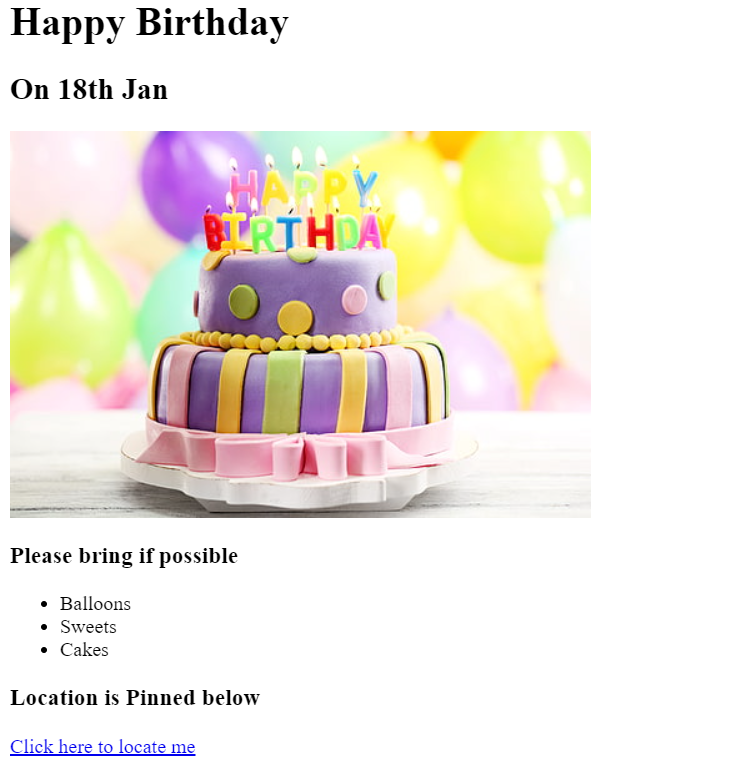 Happy Birthday
On 18th Jan
HAPPY
BIRTHDAY
Please bring if possible
Balloons
Sweets
Cakes
Location is Pinned below
Click here to locate me